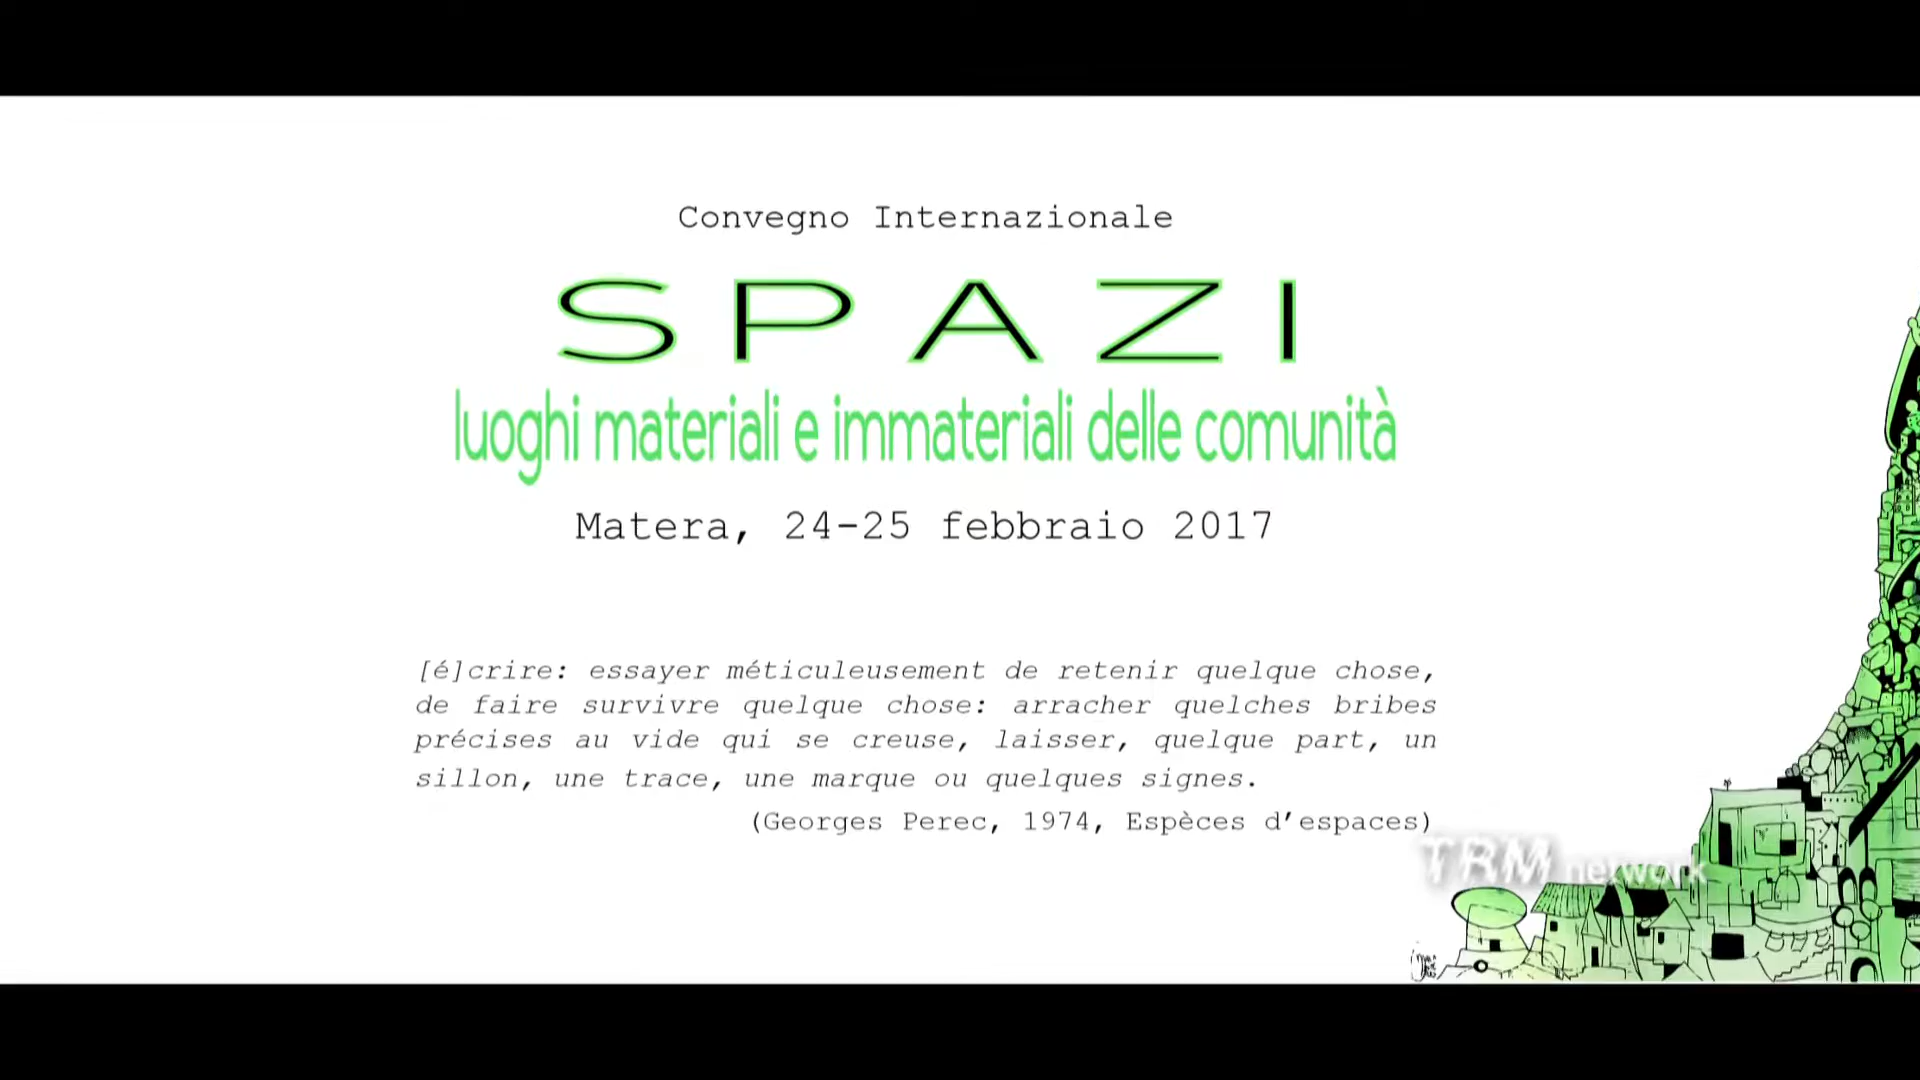 Convegno Internazionale
SPAZI
luoghi materiali e immateriali delle comunità
Matera, 24-25 febbraio 2017
[é]crire: essayer méticuleusement de retenir quelque chose,
de faire survivre quelque chose: arracher quelches bribes
précises au vide qui se creuse, laisser, quelque part, un
sillon, une trace, une marque ou quelques signes.
(Georges Perec, 1974, Espèces d'espaces)
TRM network